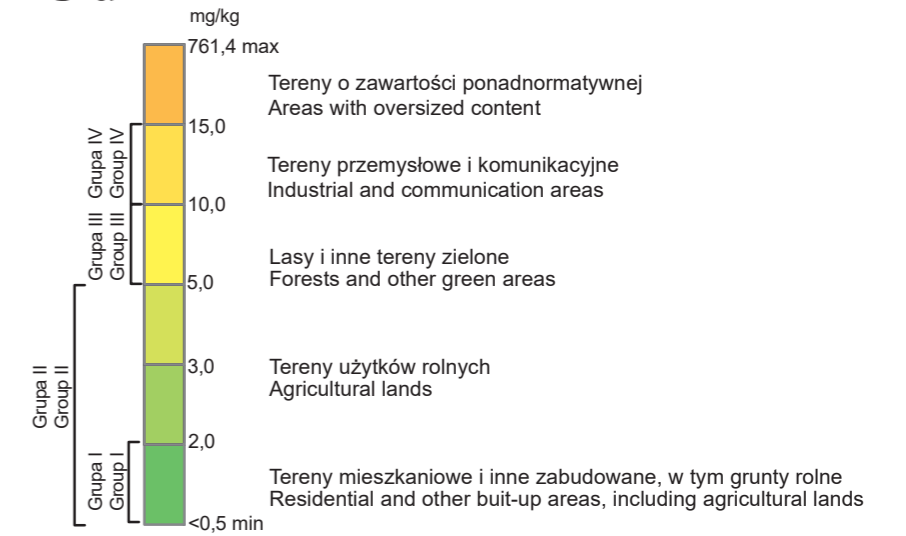 mg/kg
761,4 max
Tereny o zawartości ponadnormatywnej
Areas with oversized content
15,0
Grupa IV
Group IV
Tereny przemysłowe i komunikacyjne
Industrial and communication areas
10,0
Grupa III
Group III
Lasy i inne tereny zielone
Forests and other green areas
5,0
Grupa II
Group II
3,0
Tereny użytków rolnych
Agricultural lands
2,0
Grupa I
Group I
Tereny mieszkaniowe i inne zabudowane, w tym grunty rolne
Residential and other buit-up areas, including agricultural lands
<0,5 min